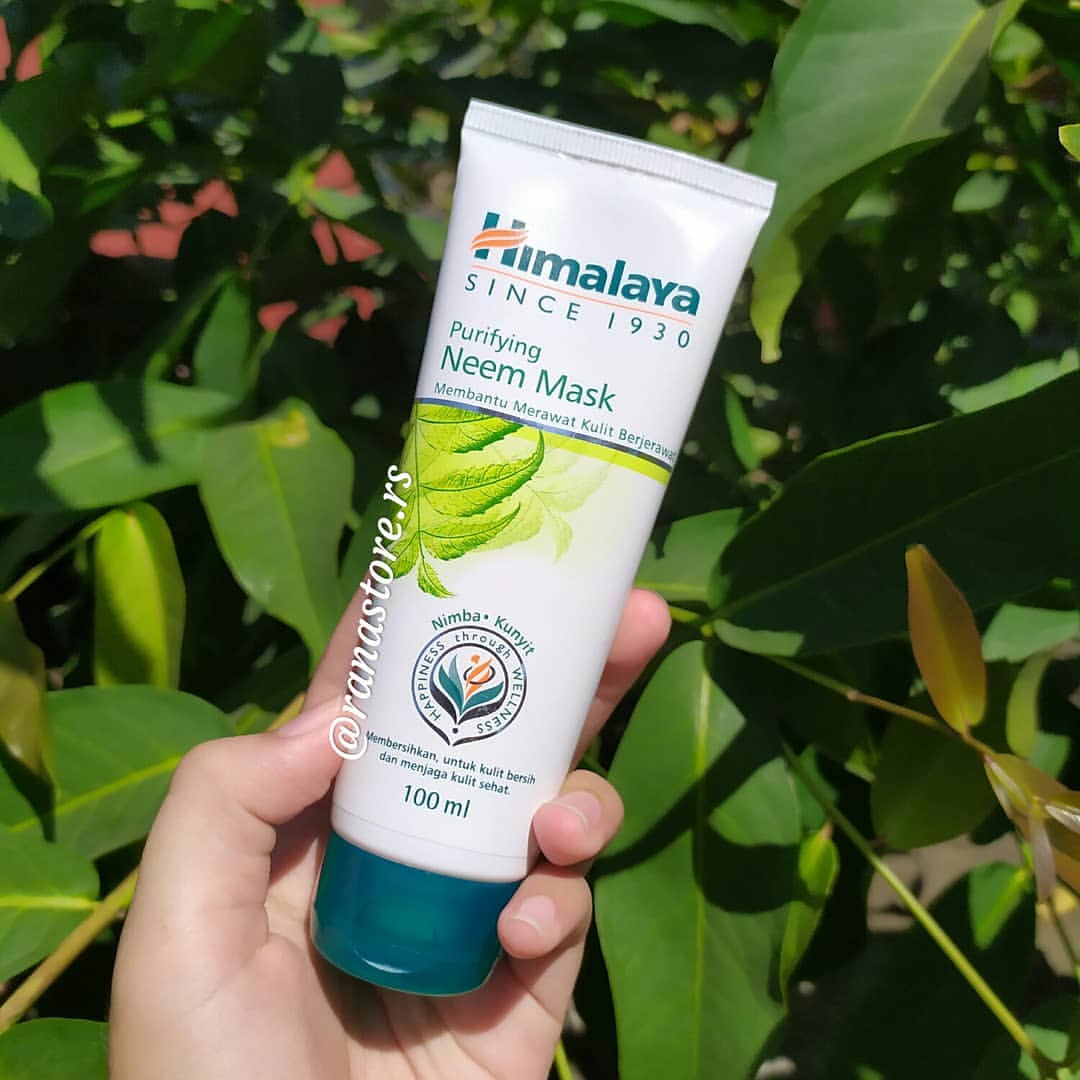 Himalaya
SINCE 1930
Purifying
Neem Mask
Membantu Merawat Kulit Berjerawat
@ranastore.rs
Nimba • Kunyit
HAPPINESS through WELLNESS
Membersihkan, untuk kulit bersih
dan menjaga kulit sehat.
100 ml